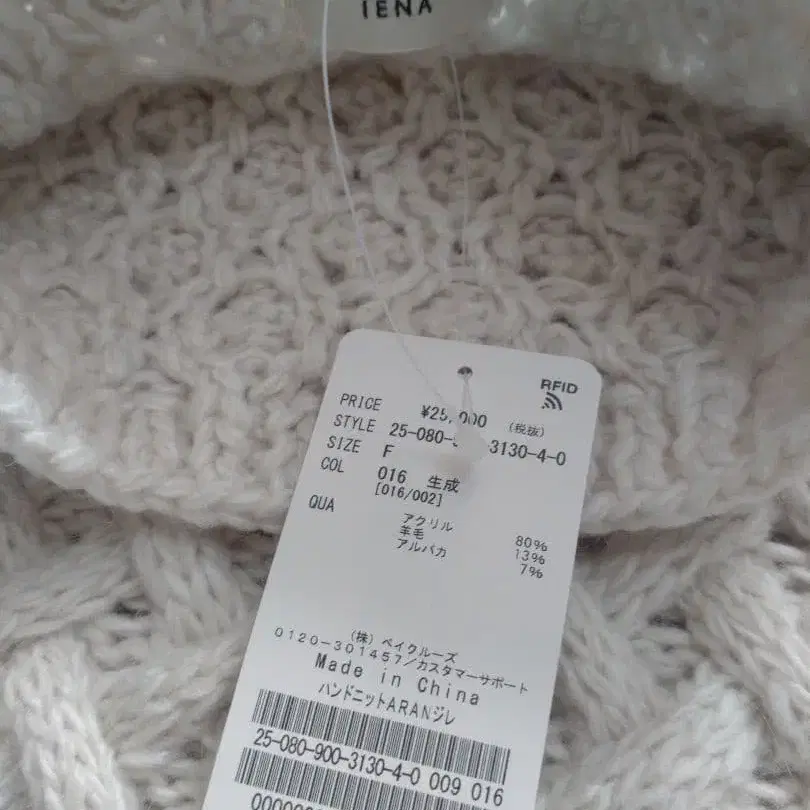 IENA
RFID
PRICE ¥25,000 (税抜)
STYLE 25-080-900-3130-4-0
SIZE F
COL 016 生成
[016/002]
QUA アクリル 80%
羊毛 13%
アルパカ 7%
(株)ベイクルーズ
0120-301457/カスタマーサポート
Made in China
ハンドニットARANジレ
25-080-900-3130-4-0 009 016